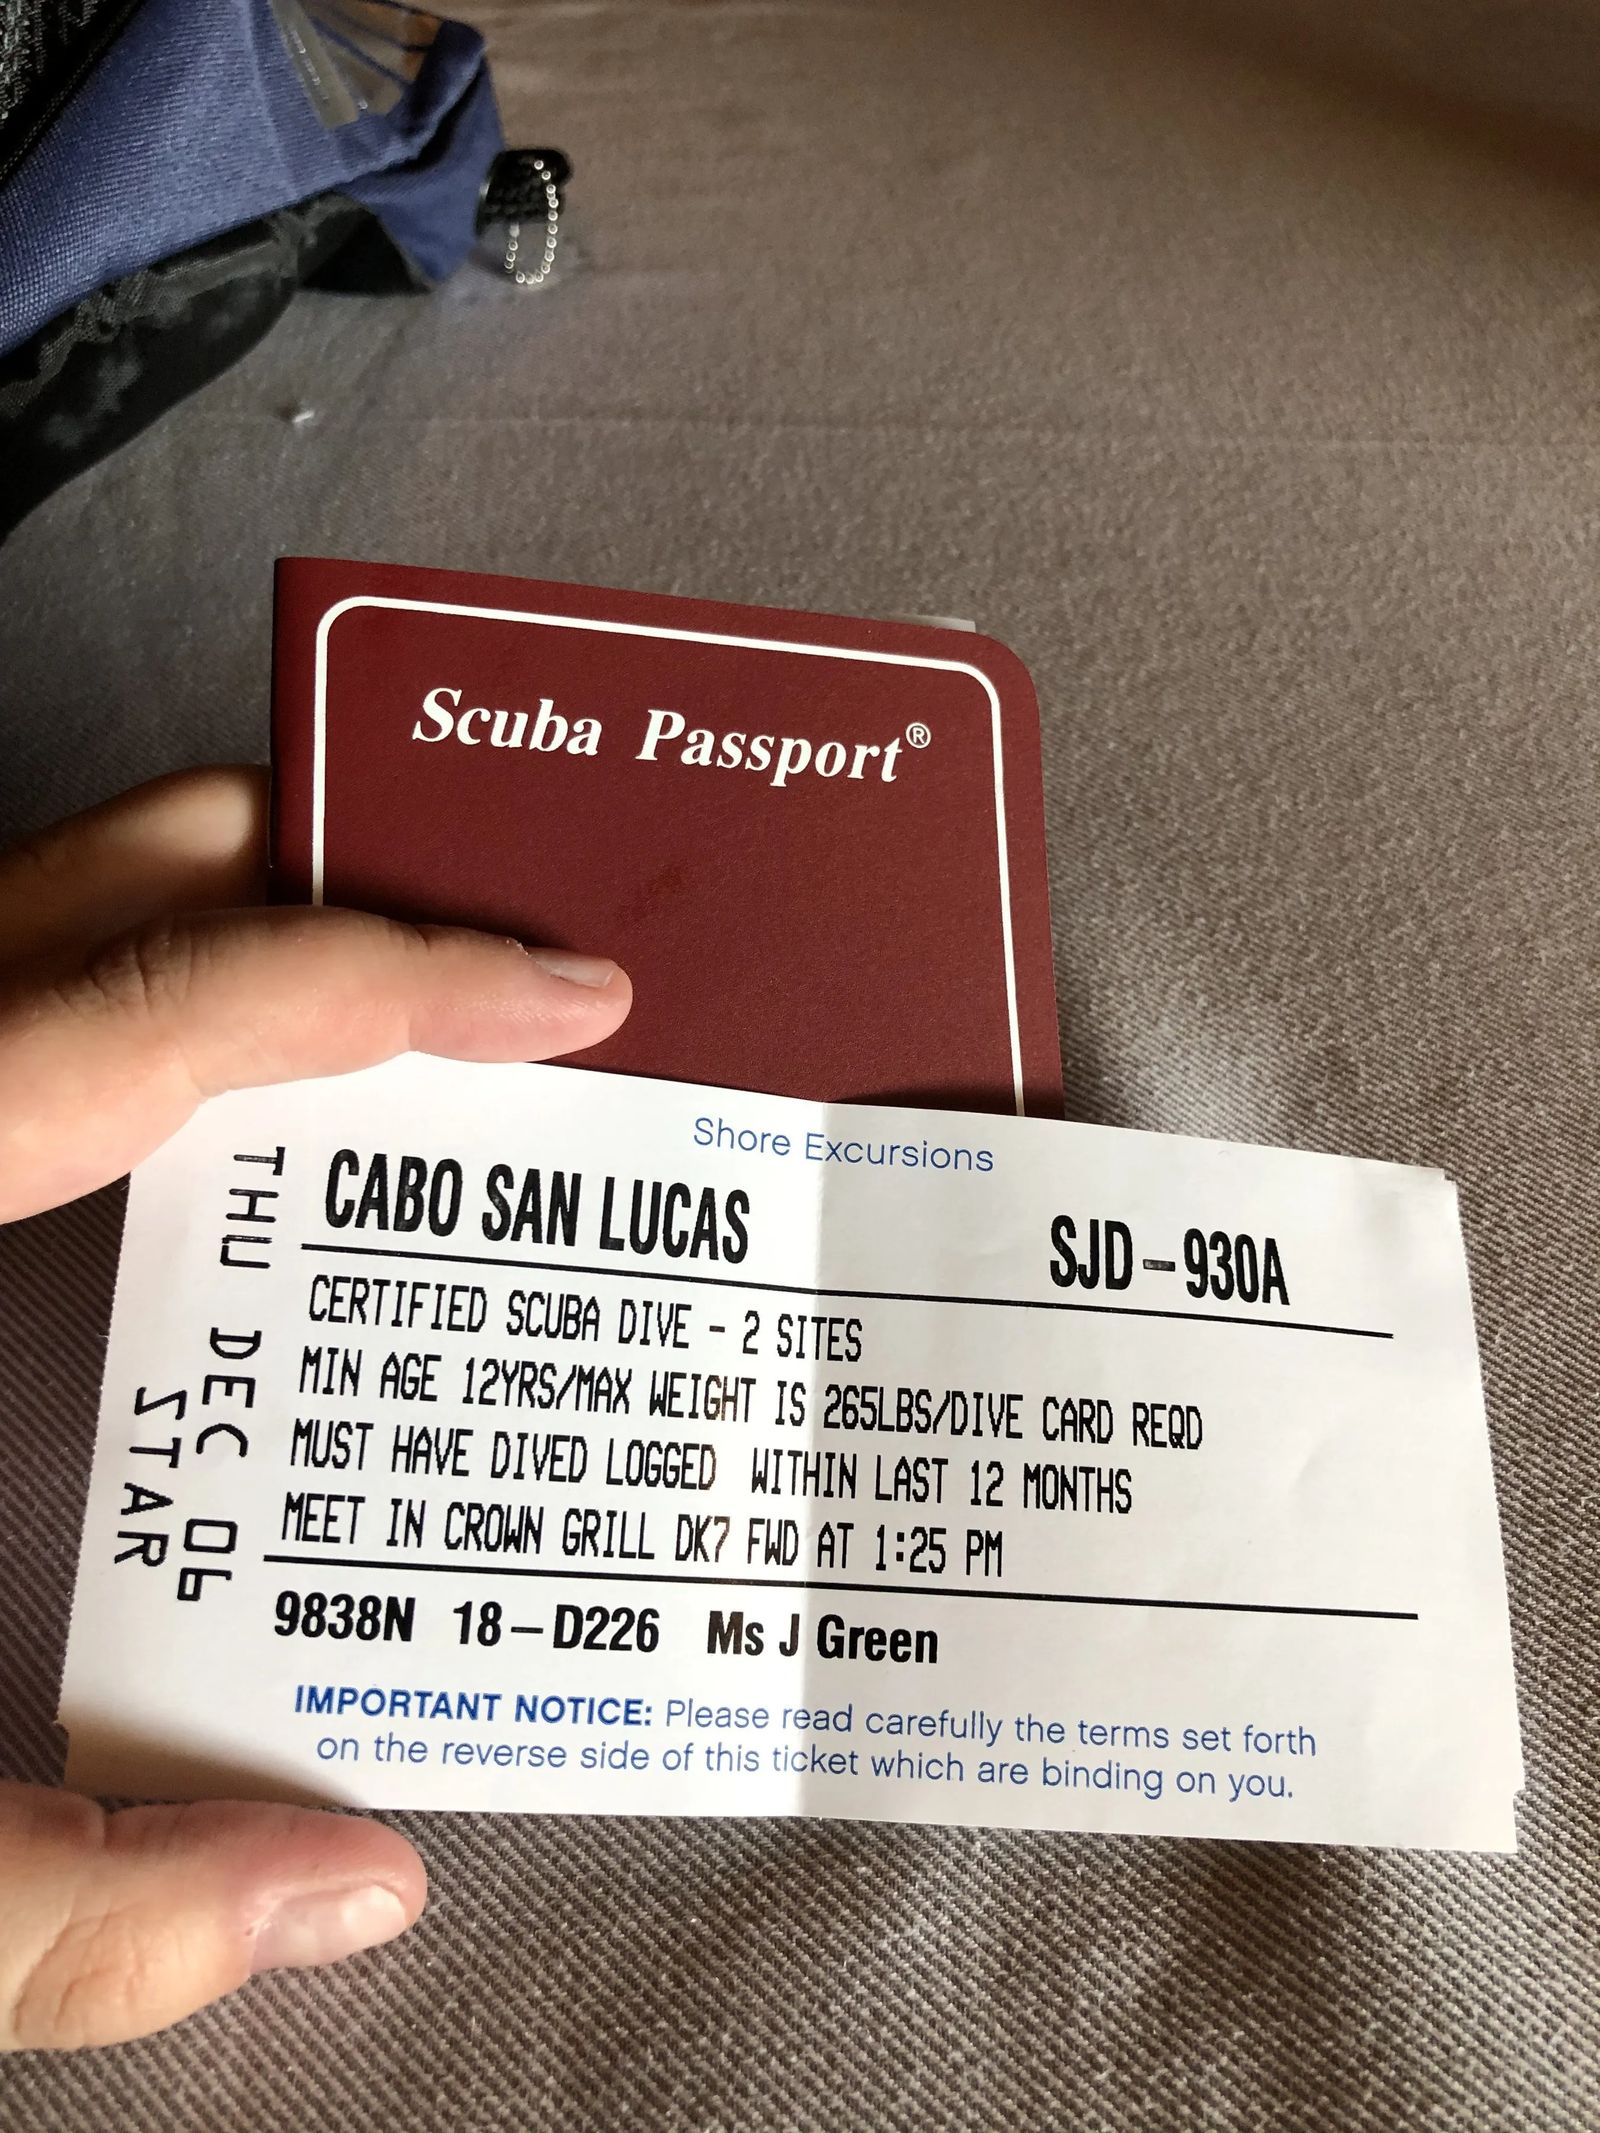 Scuba Passport®
Shore Excursions
CABO SAN LUCAS SJD-930A
CERTIFIED SCUBA DIVE - 2 SITES
MIN AGE 12YRS/MAX WEIGHT IS 265LBS/DIVE CARD REQD
MUST HAVE DIVED LOGGED WITHIN LAST 12 MONTHS
MEET IN CROWN GRILL DK7 FWD AT 1:25 PM
9838N 18-D226 Ms J Green
IMPORTANT NOTICE: Please read carefully the terms set forth
on the reverse side of this ticket which are binding on you.
THU DEC 06
STAR